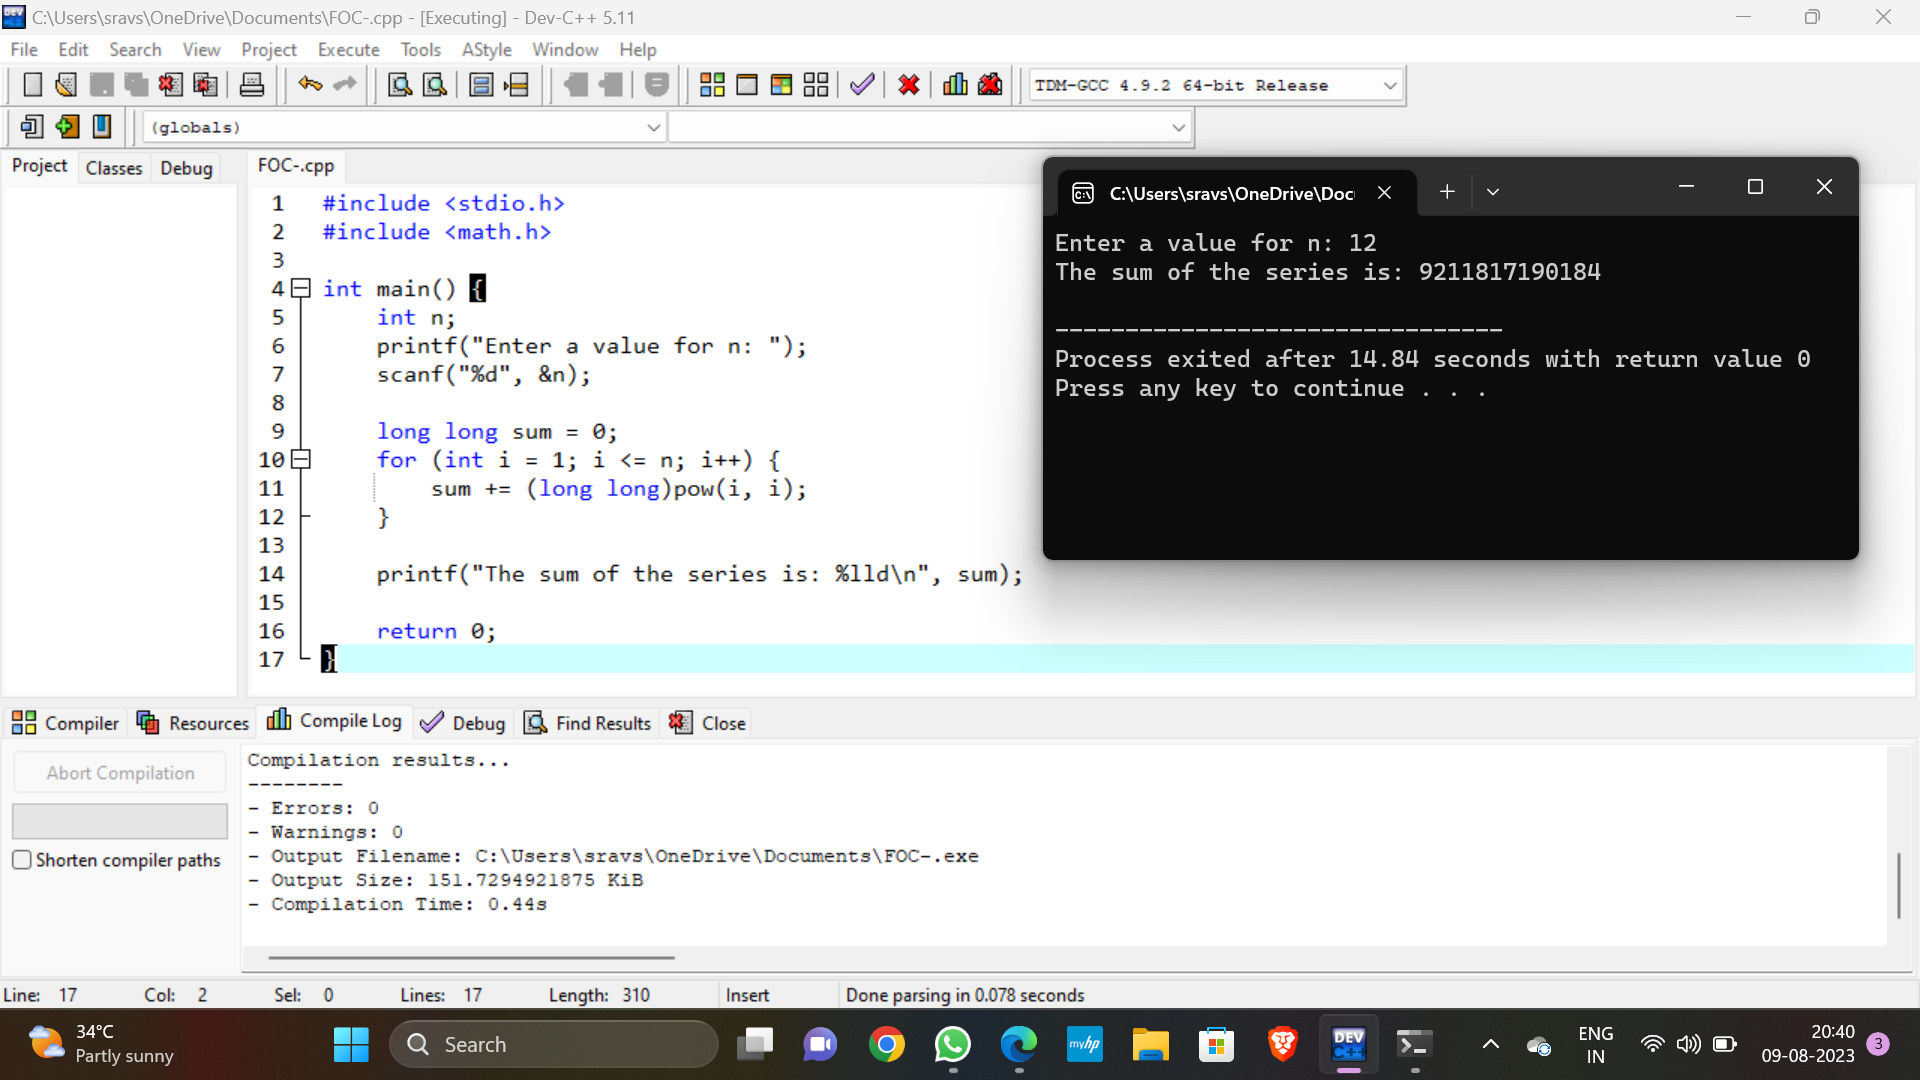 C:\Users\sravs\OneDrive\Documents\FOC-.cpp - [Executing] - Dev-C++ 5.11
File Edit Search View Project Execute Tools AStyle Window Help
TDM-GCC 4.9.2 64-bit Release
(globals)
Project Classes Debug
FOC-.cpp
1 #include <stdio.h>
2 #include <math.h>
3
4 int main() {
5 int n;
6 printf("Enter a value for n: ");
7 scanf("%d", &n);
8
9 long long sum = 0;
10 for (int i = 1; i <= n; i++) {
11 sum += (long long)pow(i, i);
12 }
13
14 printf("The sum of the series is: %lld\n", sum);
15
16 return 0;
17 }
C:\Users\sravs\OneDrive\Doc
Enter a value for n: 12
The sum of the series is: 9211817190184
--------------------------------
Process exited after 14.84 seconds with return value 0
Press any key to continue . . .
Compiler Resources Compile Log Debug Find Results Close
Abort Compilation
Shorten compiler paths
Compilation results...
--------
- Errors: 0
- Warnings: 0
- Output Filename: C:\Users\sravs\OneDrive\Documents\FOC-.exe
- Output Size: 151.7294921875 KiB
- Compilation Time: 0.44s
Line: 17 Col: 2 Sel: 0 Lines: 17 Length: 310 Insert Done parsing in 0.078 seconds
34°C
Partly sunny
Search
myhp
DEV
C++
ENG
IN
20:40
09-08-2023
3